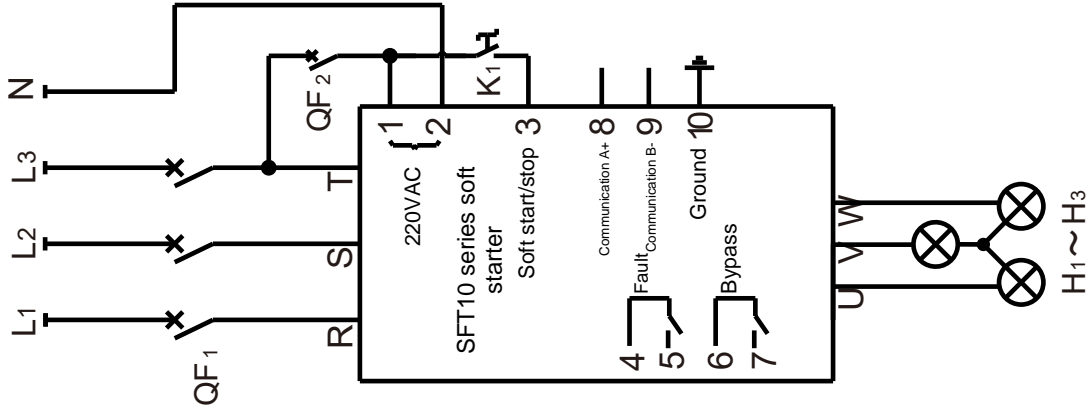 N
L3
L2
L1
QF1
QF2
K1
T
S
R
1
2
3
8
9
10
220VAC
SFT10 series soft
starter
Soft start/stop
Communication A+
Communication B-
Ground
Fault
Bypass
4
5
6
7
W
V
U
H1~H3